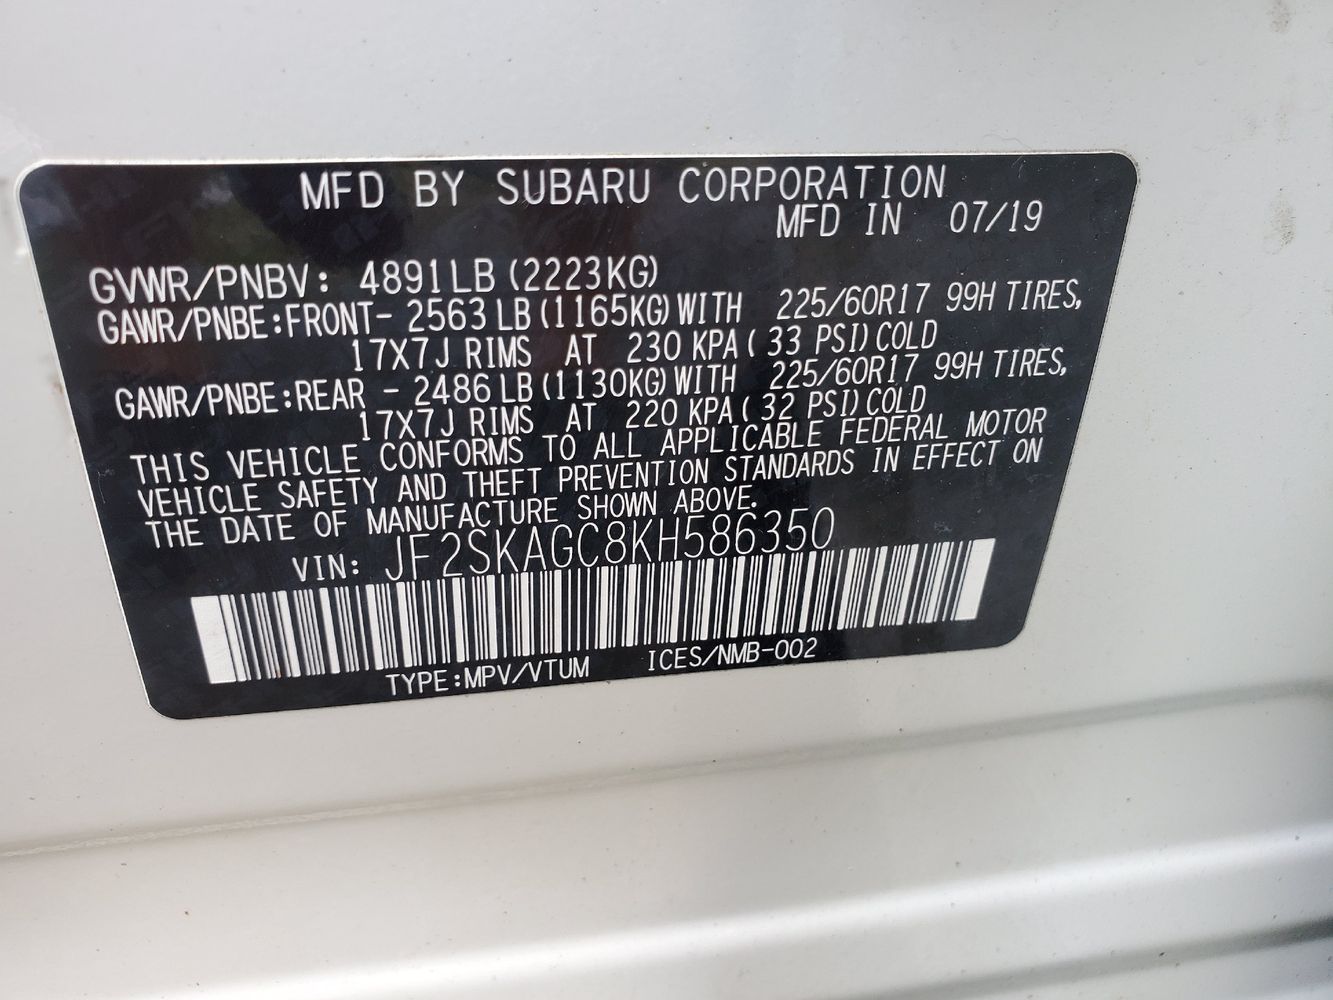 MFD BY SUBARU CORPORATION
MFD IN 07/19
GVWR/PNBV: 4891LB (2223KG)
GAWR/PNBE:FRONT- 2563 LB (1165KG) WITH 225/60R17 99H TIRES,
17X7J RIMS AT 230 KPA ( 33 PSI) COLD
GAWR/PNBE:REAR - 2486 LB (1130KG) WITH 225/60R17 99H TIRES,
17X7J RIMS AT 220 KPA ( 32 PSI) COLD
THIS VEHICLE CONFORMS TO ALL APPLICABLE FEDERAL MOTOR
VEHICLE SAFETY AND THEFT PREVENTION STANDARDS IN EFFECT ON
THE DATE OF MANUFACTURE SHOWN ABOVE.
VIN: JF2SKAGC8KH586350
TYPE:MPV/VTUM ICES/NMB-002